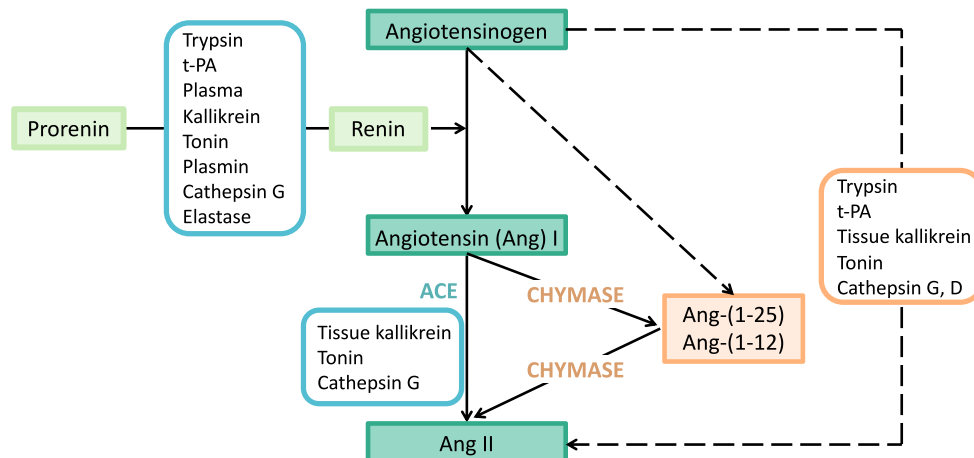 Angiotensinogen
Trypsin
t-PA
Plasma
Kallikrein
Tonin
Plasmin
Cathepsin G
Elastase
Prorenin
Renin
Trypsin
t-PA
Tissue kallikrein
Tonin
Cathepsin G, D
Angiotensin (Ang) I
ACE
CHYMASE
Tissue kallikrein
Tonin
Cathepsin G
Ang-(1-25)
Ang-(1-12)
CHYMASE
Ang II